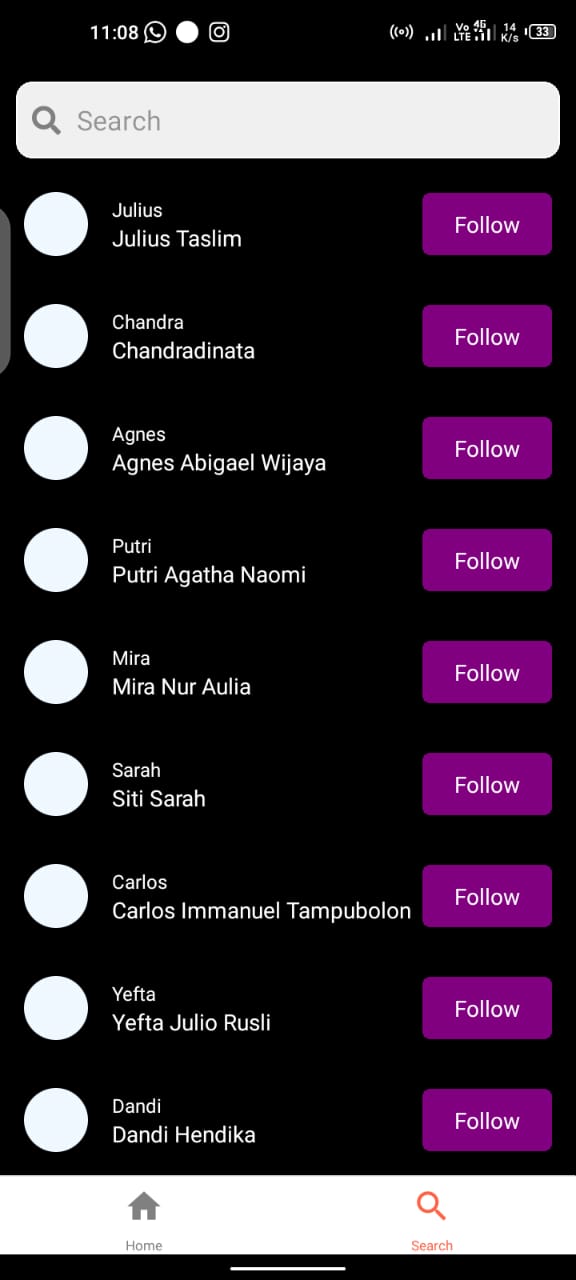 11:08
Vo 4G
LTE
14
K/s
33
Search
Julius
Julius Taslim
Follow
Chandra
Chandradinata
Follow
Agnes
Agnes Abigael Wijaya
Follow
Putri
Putri Agatha Naomi
Follow
Mira
Mira Nur Aulia
Follow
Sarah
Siti Sarah
Follow
Carlos
Carlos Immanuel Tampubolon
Follow
Yefta
Yefta Julio Rusli
Follow
Dandi
Dandi Hendika
Follow
Home
Search